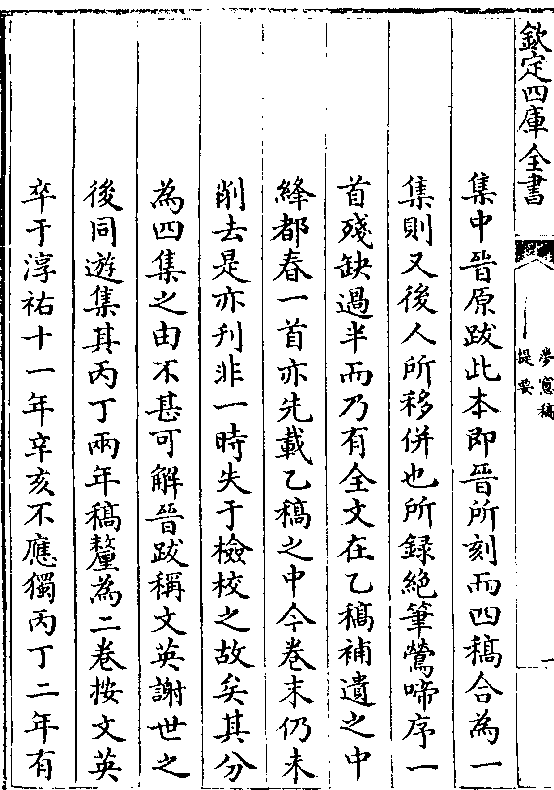 欽定四庫全書
夢窓稿
提要
一
集中晉原跋此本即晉所刻而四稿合為一
集則又後人所移併也所録絶筆鶯啼序一
首殘缺過半而乃有全文在乙稿補遺之中
絳都春一首亦先載乙稿之中今卷末仍未
削去是亦刋非一時失于檢校之故矣其分
為四集之由不甚可解晉跋稱文英謝世之
後同遊集其丙丁兩年稿釐為二卷按文英
卒于淳祐十一年辛亥不應獨丙丁二年有